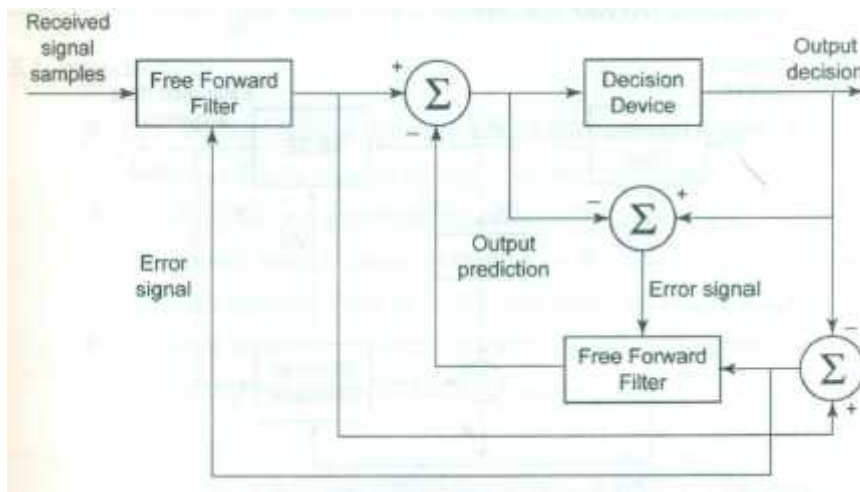 Received
signal
samples
Free Forward
Filter
+
Σ
−
Decision
Device
Output
decision
−
Σ
+
Output
prediction
Error
signal
Error signal
Free Forward
Filter
−
Σ
+